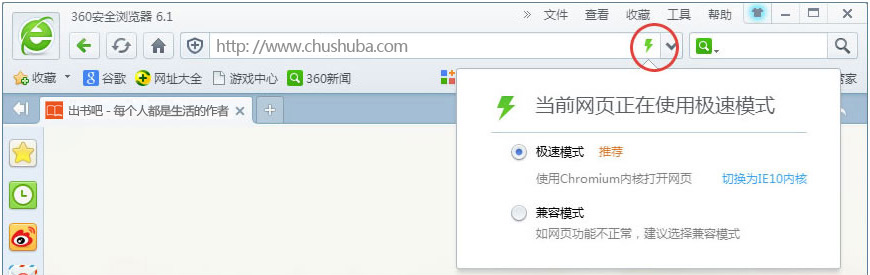 360安全浏览器 6.1
» 文件 查看 收藏 工具 帮助
http://www.chushuba.com
收藏 谷歌 网址大全 游戏中心 360新闻
出书吧 - 每个人都是生活的作者
当前网页正在使用极速模式
极速模式 推荐
使用Chromium内核打开网页 切换为IE10内核
兼容模式
如网页功能不正常，建议选择兼容模式